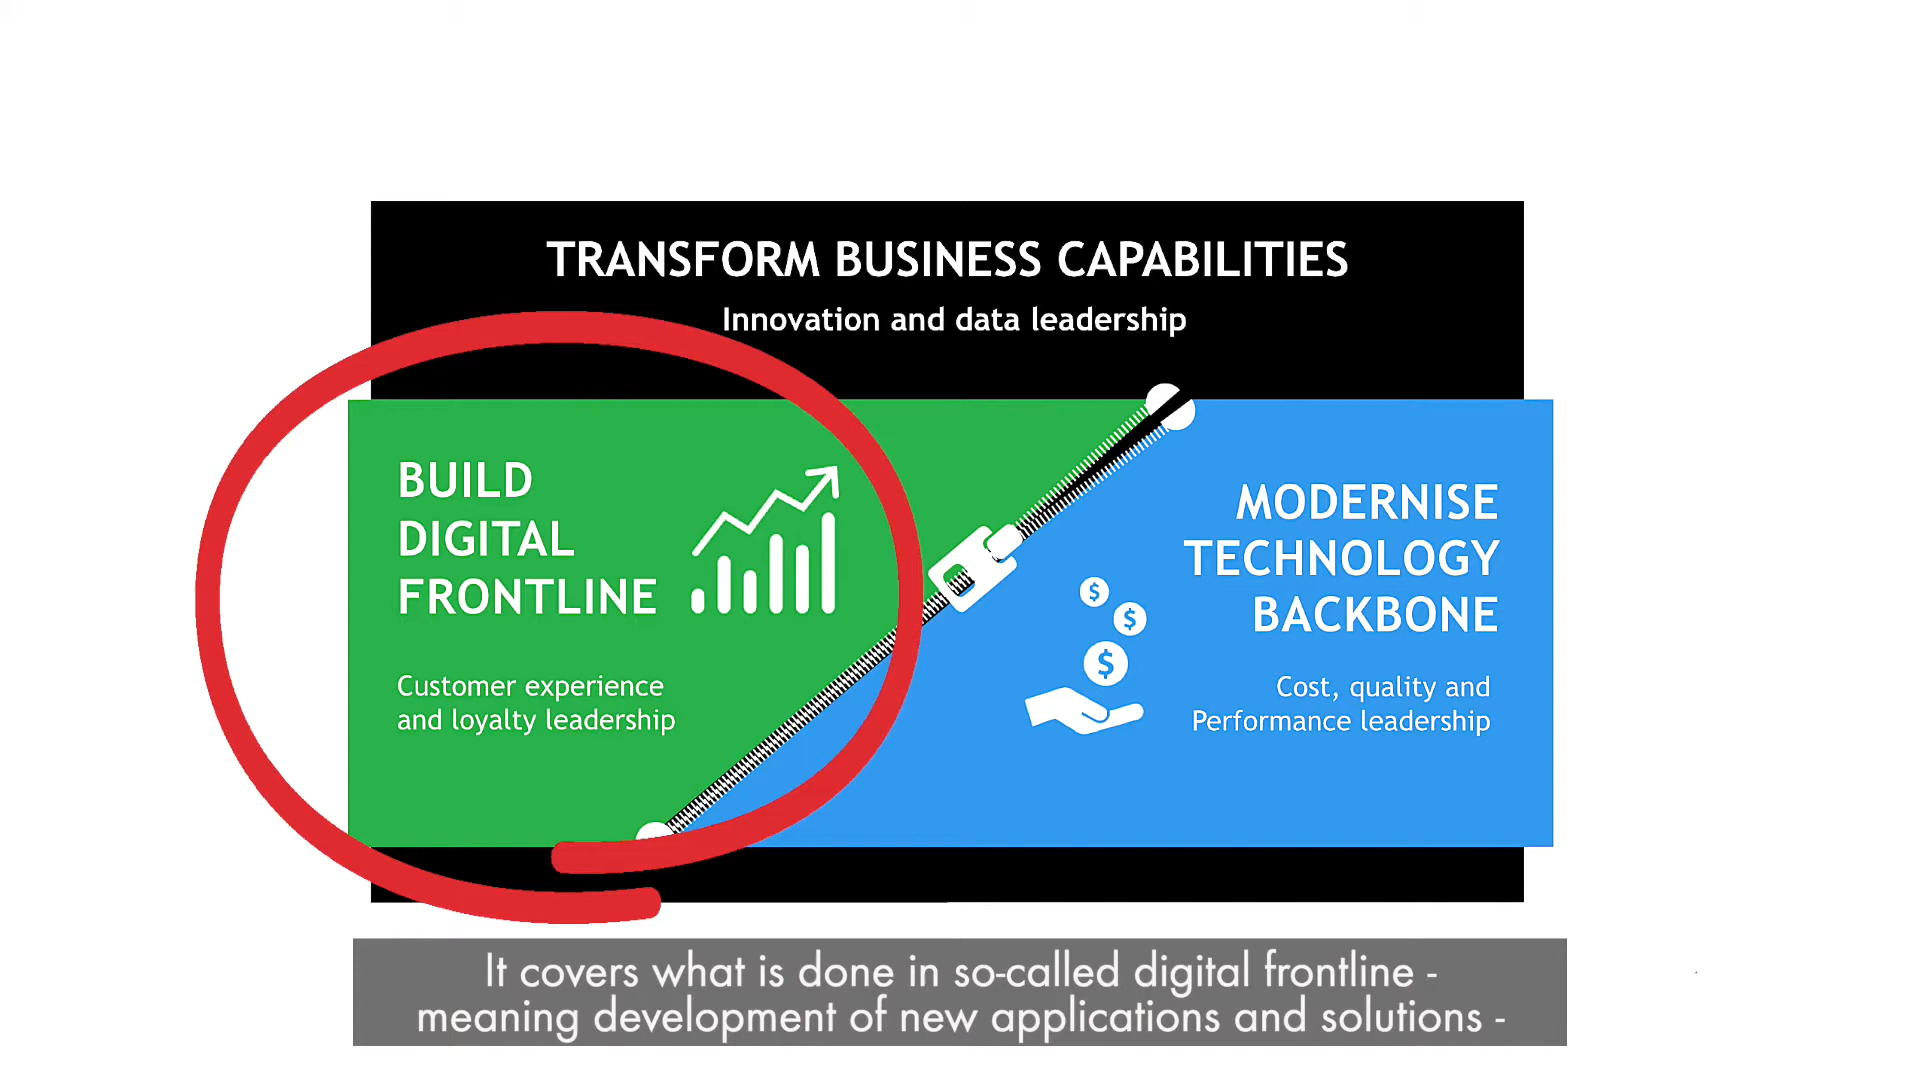 TRANSFORM BUSINESS CAPABILITIES
Innovation and data leadership
BUILD
DIGITAL
FRONTLINE
Customer experience
and loyalty leadership
MODERNISE
TECHNOLOGY
BACKBONE
$
$
$
Cost, quality and
Performance leadership
It covers what is done in so-called digital frontline -
meaning development of new applications and solutions -